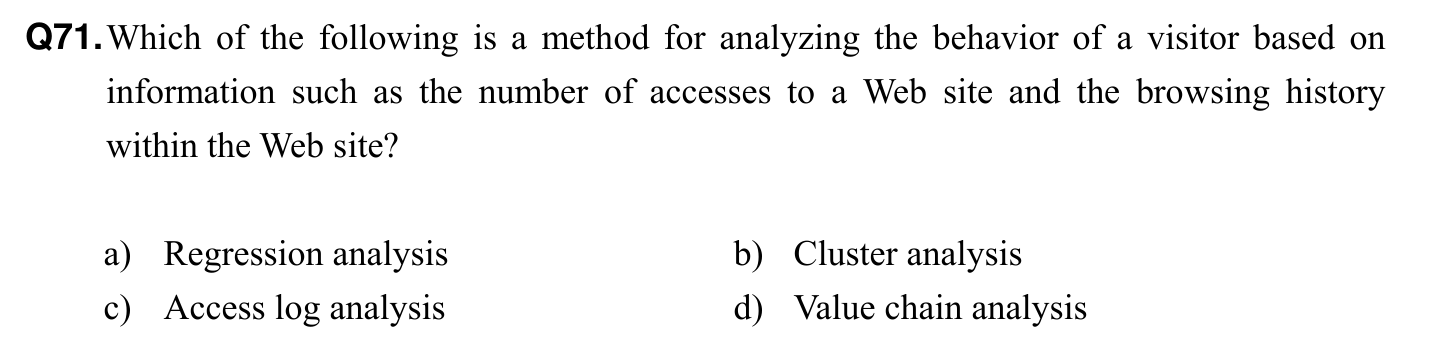 Q71. Which of the following is a method for analyzing the behavior of a visitor based on
information such as the number of accesses to a Web site and the browsing history
within the Web site?
a) Regression analysis b) Cluster analysis
c) Access log analysis d) Value chain analysis